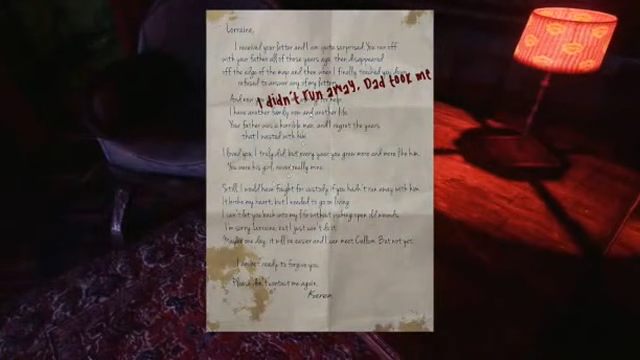 Lorraine,
I received your letter and I am quite surprised. You ran off
with your father all of those years ago, then disappeared
off the edge of the map and then when I finally tracked you down
refused to answer any of my letters.
I didn't run away. Dad took me
And now you
help
I have another family now and another life.
Your father was a horrible man, and I regret the years
that I wasted with him.
I loved you, I truly did, but every year you grew more and more like him.
You were his girl, never really mine.
Still, I would have fought for custody if you hadn't run away with him.
It broke my heart, but I needed to go on living.
I can't let you back into my life without ripping open old wounds.
I'm sorry Lorraine, but I just won't do it.
Maybe one day, it will be easier and I can meet Callum. But not yet.
I am not ready to forgive you.
Please don't contact me again.
Karen